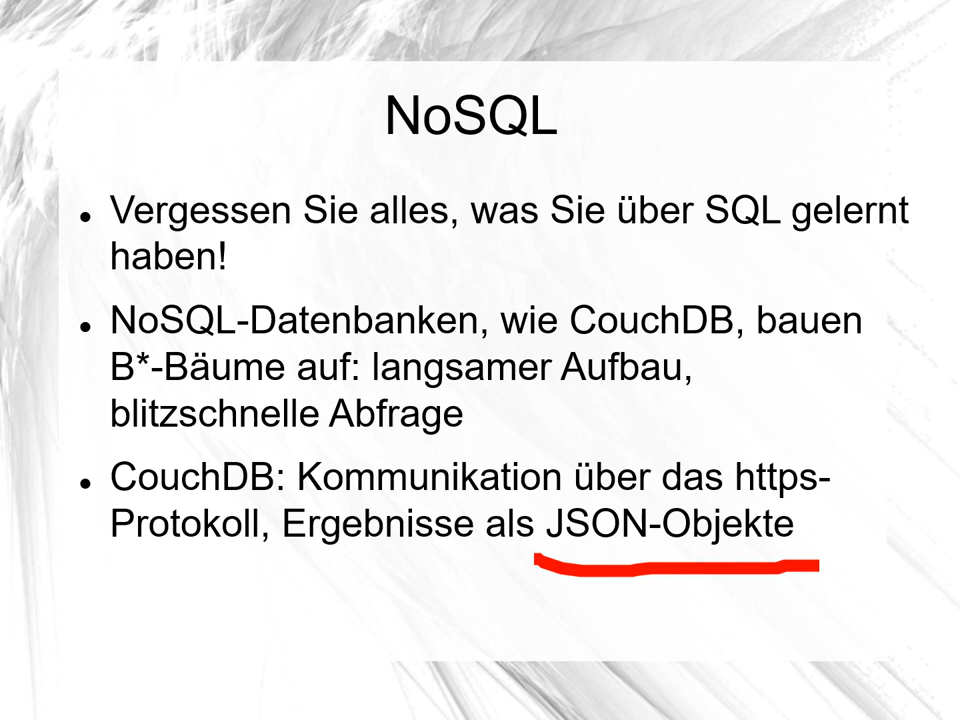 NoSQL
● Vergessen Sie alles, was Sie über SQL gelernt
haben!
● NoSQL-Datenbanken, wie CouchDB, bauen
B*-Bäume auf: langsamer Aufbau,
blitzschnelle Abfrage
● CouchDB: Kommunikation über das https-
Protokoll, Ergebnisse als JSON-Objekte